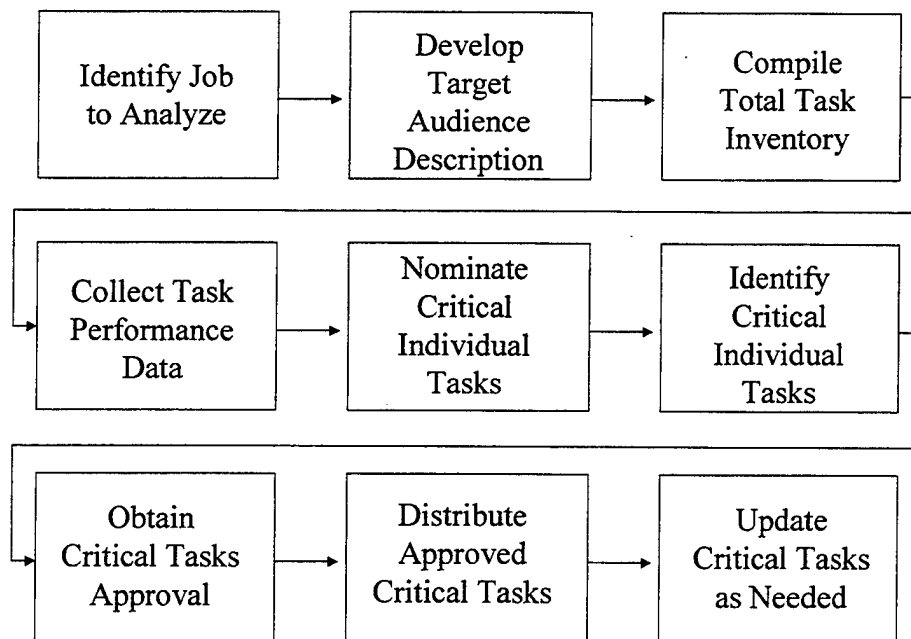 Identify Job
to Analyze
Develop
Target
Audience
Description
Compile
Total Task
Inventory
Collect Task
Performance
Data
Nominate
Critical
Individual
Tasks
Identify
Critical
Individual
Tasks
Obtain
Critical Tasks
Approval
Distribute
Approved
Critical Tasks
Update
Critical Tasks
as Needed